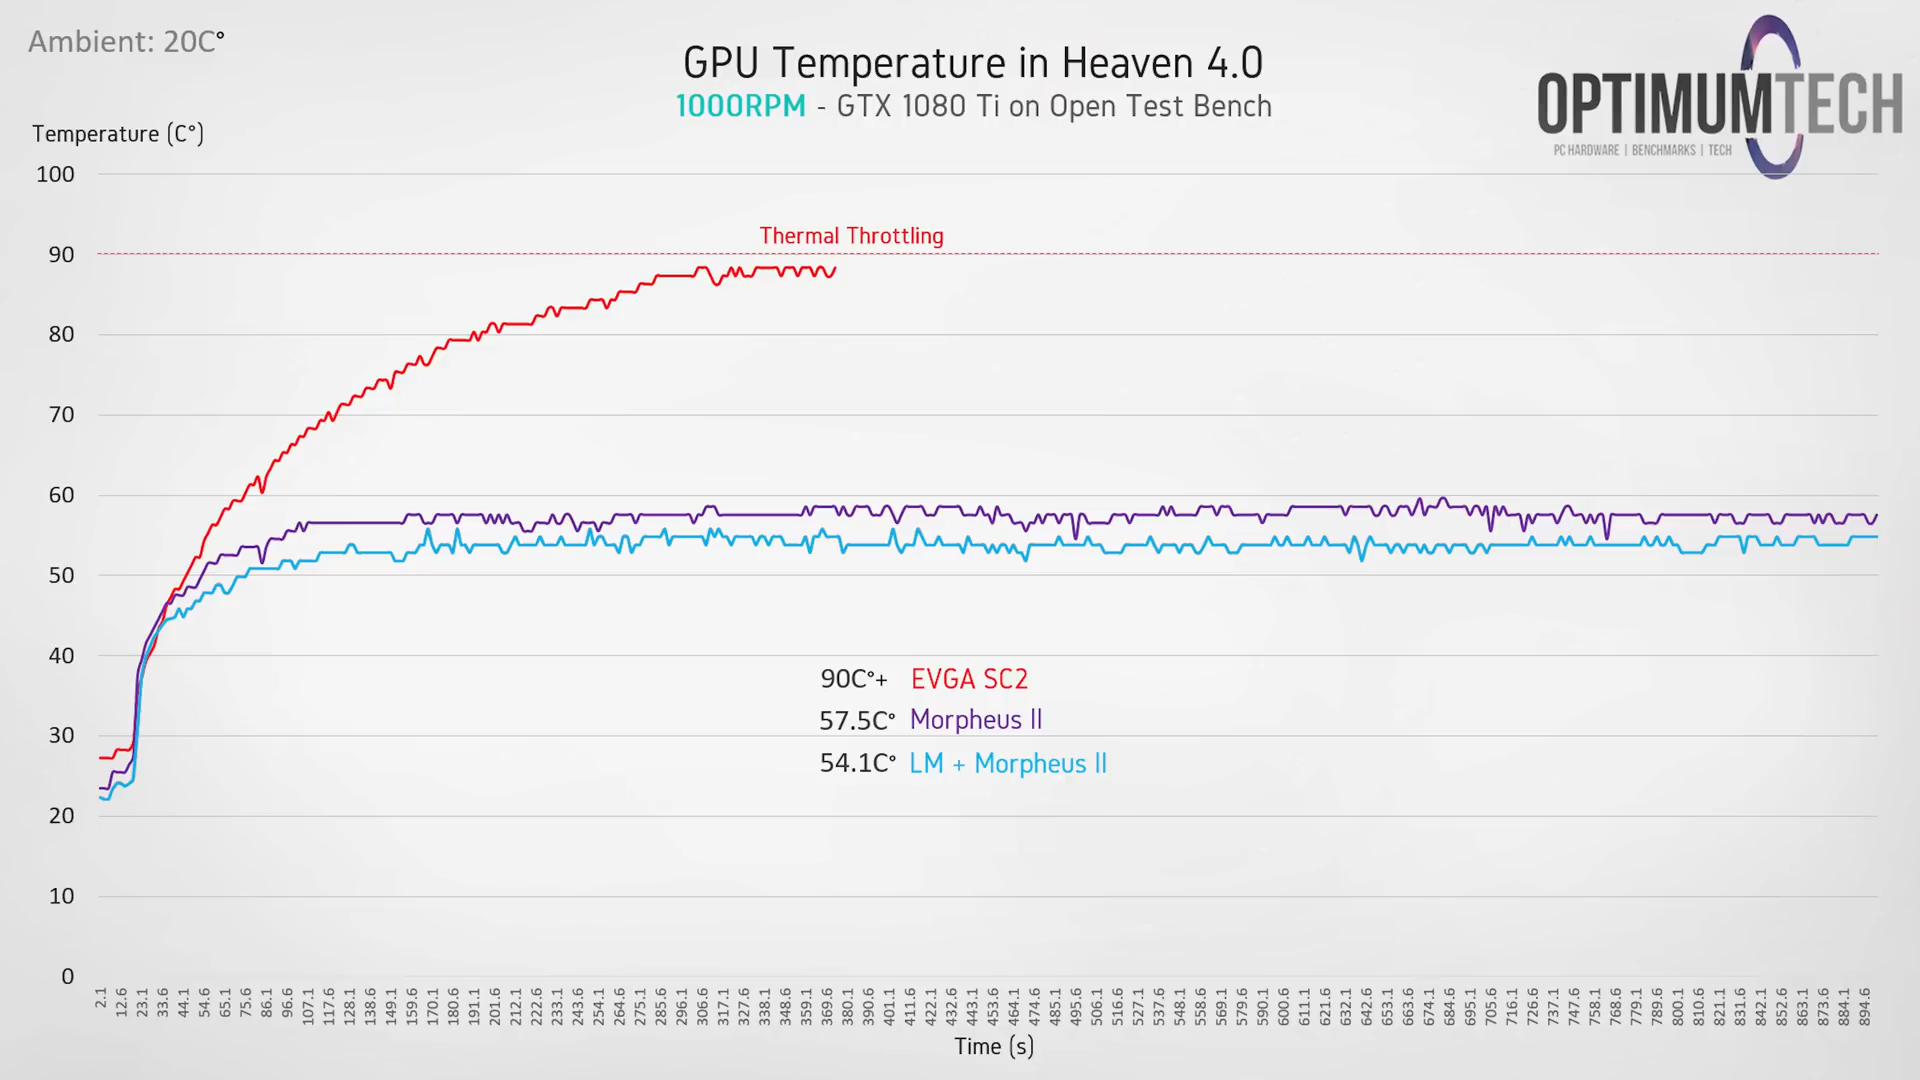 Ambient: 20C°
GPU Temperature in Heaven 4.0
1000RPM - GTX 1080 Ti on Open Test Bench
OPTIMUMTECH
PC HARDWARE | BENCHMARKS | TECH
Temperature (C°)
100
Thermal Throttling
90
80
70
60
50
40
90C°+ EVGA SC2
57.5C° Morpheus II
30
54.1C° LM + Morpheus II
20
10
0
2.1 12.6 23.1 33.6 44.1 54.6 65.1 75.6 86.1 96.6 107.1 117.6 128.1 138.6 149.1 159.6 170.1 180.6 191.1 201.6 212.1 222.6 233.1 243.6 254.1 264.6 275.1 285.6 296.1 306.6 317.1 327.6 338.1 348.6 359.1 369.6 380.1 390.6 401.1 411.6 422.1 432.6 443.1 453.6 464.1 474.6 485.1 495.6 506.1 516.6 527.1 537.6 548.1 558.6 569.1 579.6 590.1 600.6 611.1 621.6 632.1 642.6 653.1 663.6 674.1 684.6 695.1 705.6 716.1 726.6 737.1 747.6 758.1 768.6 779.1 789.6 800.1 810.6 821.1 831.6 842.1 852.6 863.1 873.6 884.1 894.6
Time (s)